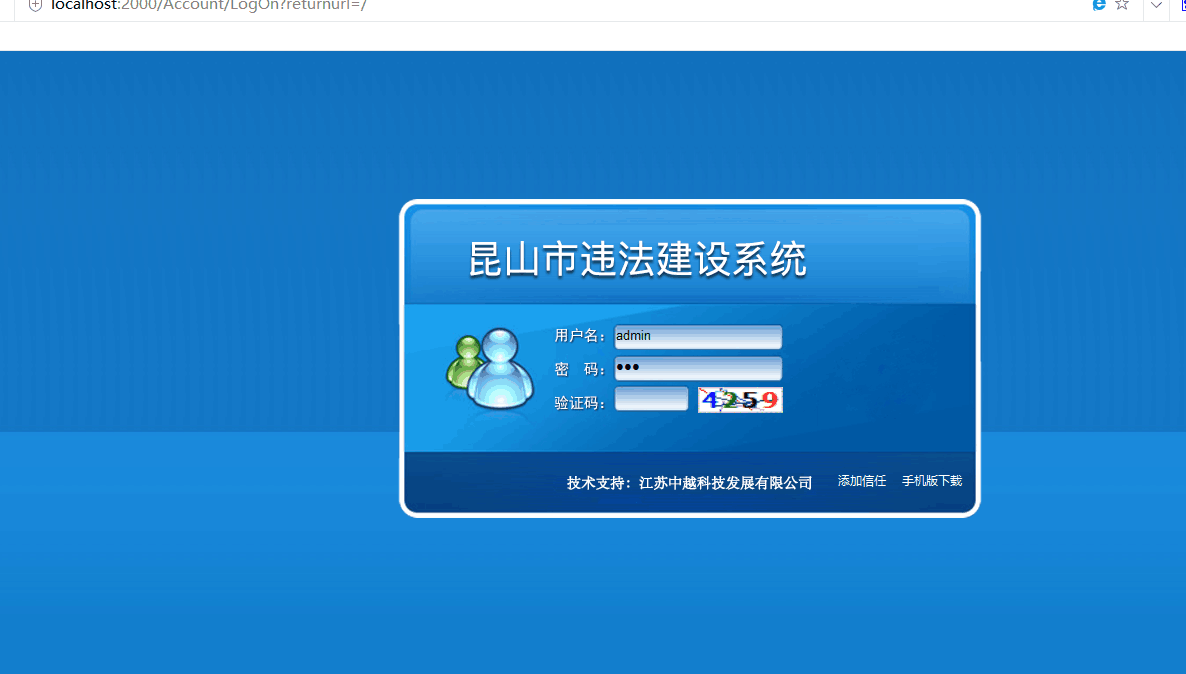 localhost:2000/Account/LogOn?returnurl=/
昆山市违法建设系统
用户名： admin
密 码： •••
验证码： 4259
技术支持：江苏中越科技发展有限公司 添加信任 手机版下载